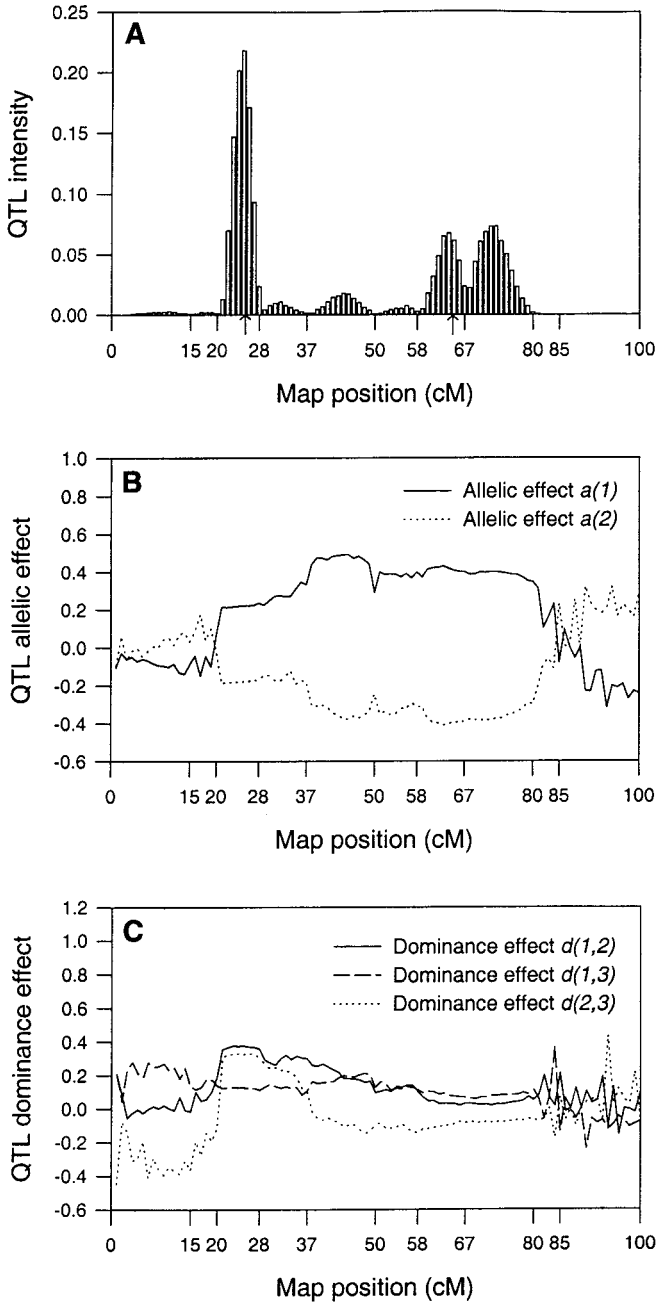 A
QTL intensity
0.25
0.20
0.15
0.10
0.05
0.00
0 15 20 28 37 50 58 67 80 85 100
Map position (cM)
B
QTL allelic effect
1.0
0.8
0.6
0.4
0.2
0.0
-0.2
-0.4
-0.6
Allelic effect a(1)
Allelic effect a(2)
0 15 20 28 37 50 58 67 80 85 100
Map position (cM)
C
QTL dominance effect
1.2
1.0
0.8
0.6
0.4
0.2
0.0
-0.2
-0.4
-0.6
Dominance effect d(1,2)
Dominance effect d(1,3)
Dominance effect d(2,3)
0 15 20 28 37 50 58 67 80 85 100
Map position (cM)